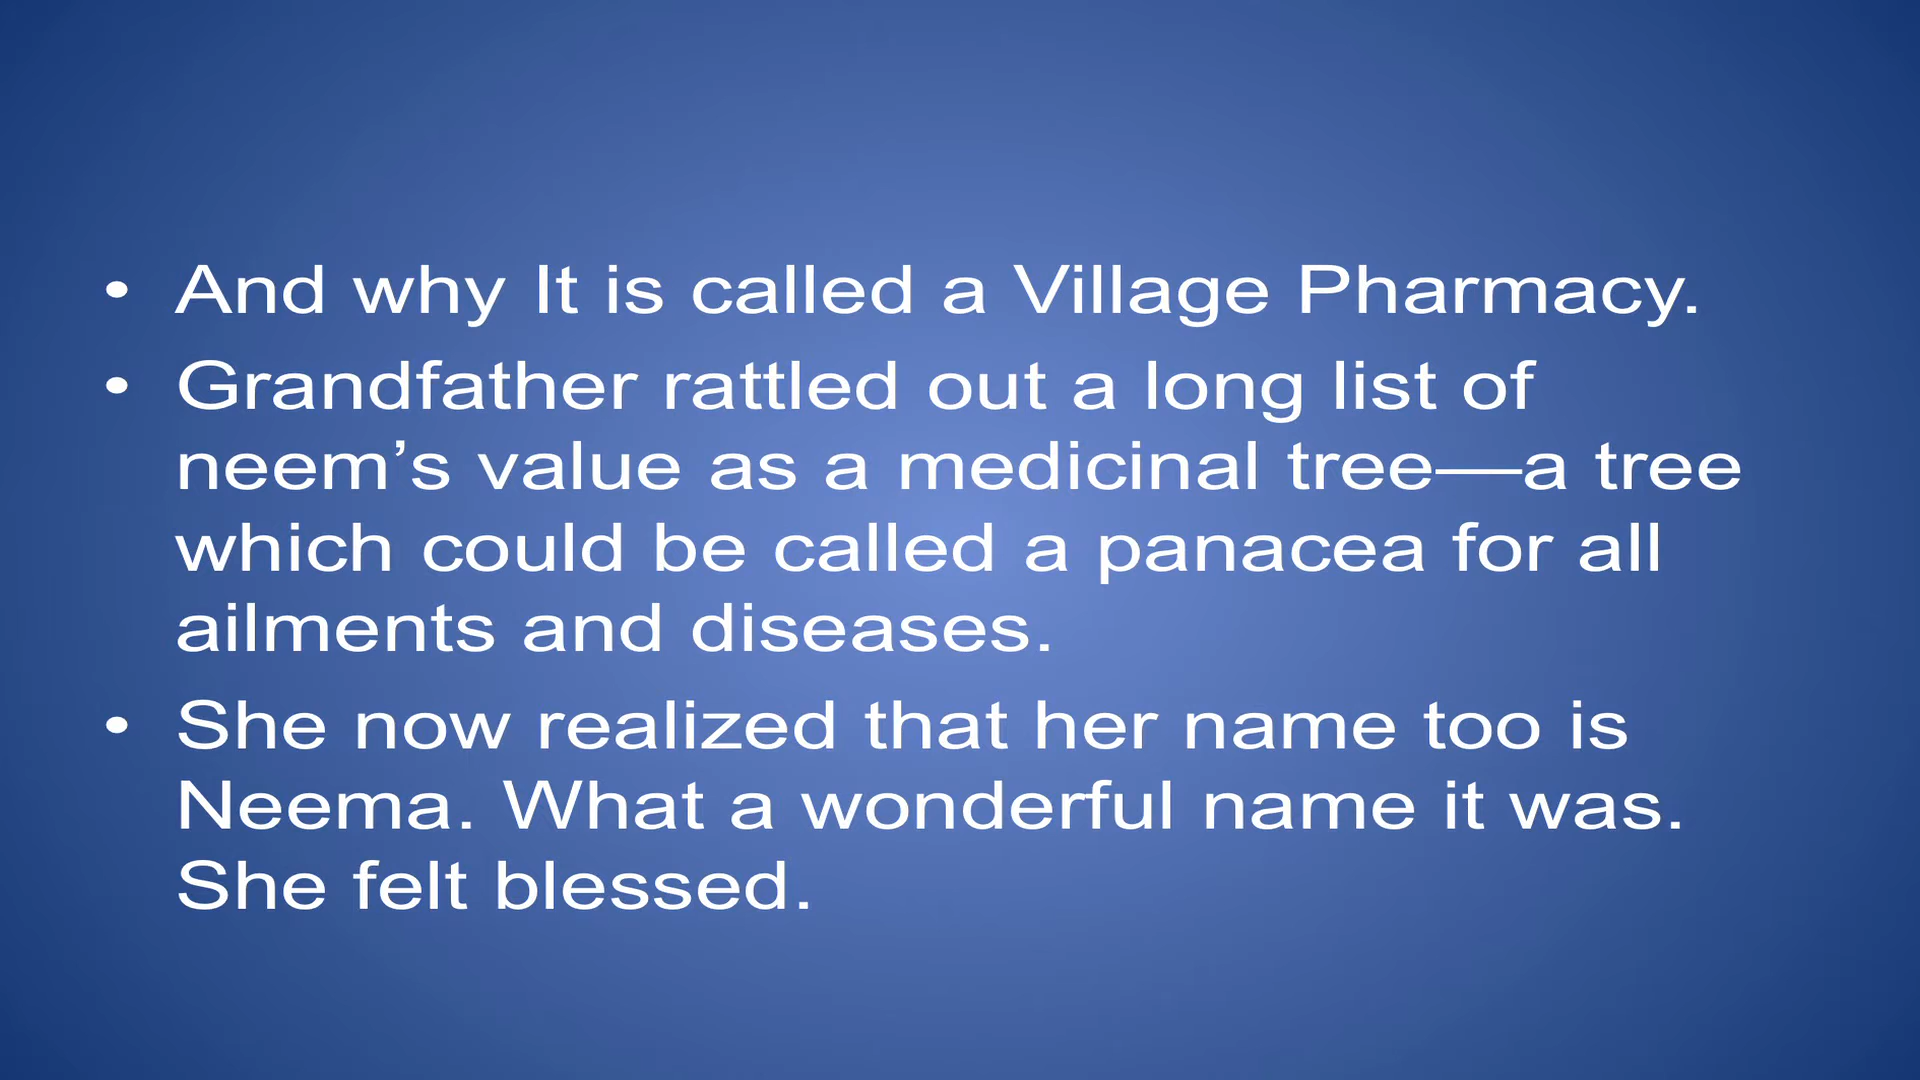 • And why It is called a Village Pharmacy.
• Grandfather rattled out a long list of
neem’s value as a medicinal tree—a tree
which could be called a panacea for all
ailments and diseases.
• She now realized that her name too is
Neema. What a wonderful name it was.
She felt blessed.